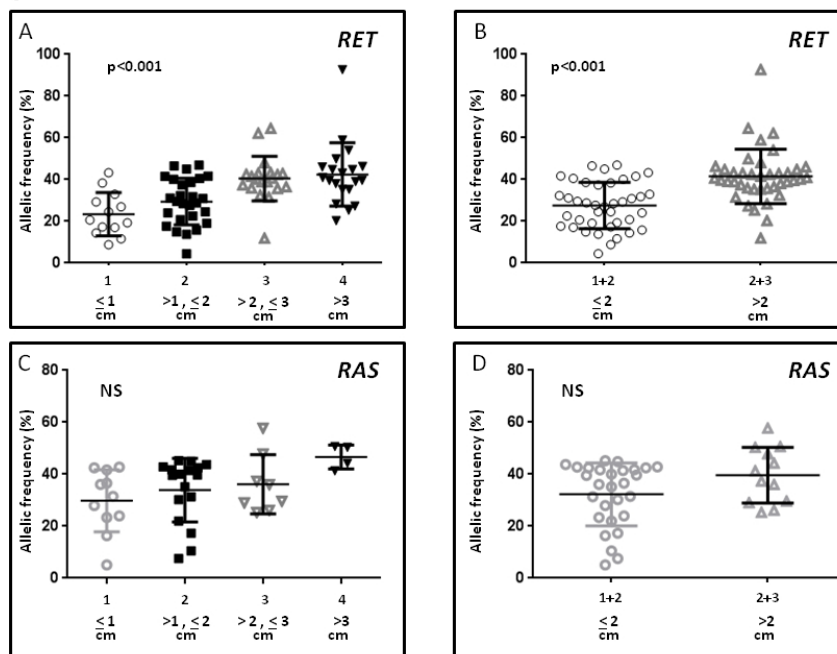 A
RET
p<0.001
Allelic frequency (%)
100
80
60
40
20
0
1 2 3 4
≤ 1 >1 , ≤ 2 > 2 , ≤ 3 >3
cm cm cm cm
B
RET
p<0.001
Allelic frequency (%)
100
80
60
40
20
0
1+2 2+3
≤ 2 >2
cm cm
C
RAS
NS
Allelic frequency (%)
80
60
40
20
0
1 2 3 4
≤ 1 >1 , ≤ 2 > 2 , ≤ 3 >3
cm cm cm cm
D
RAS
NS
Allelic frequency (%)
80
60
40
20
0
1+2 2+3
≤ 2 >2
cm cm